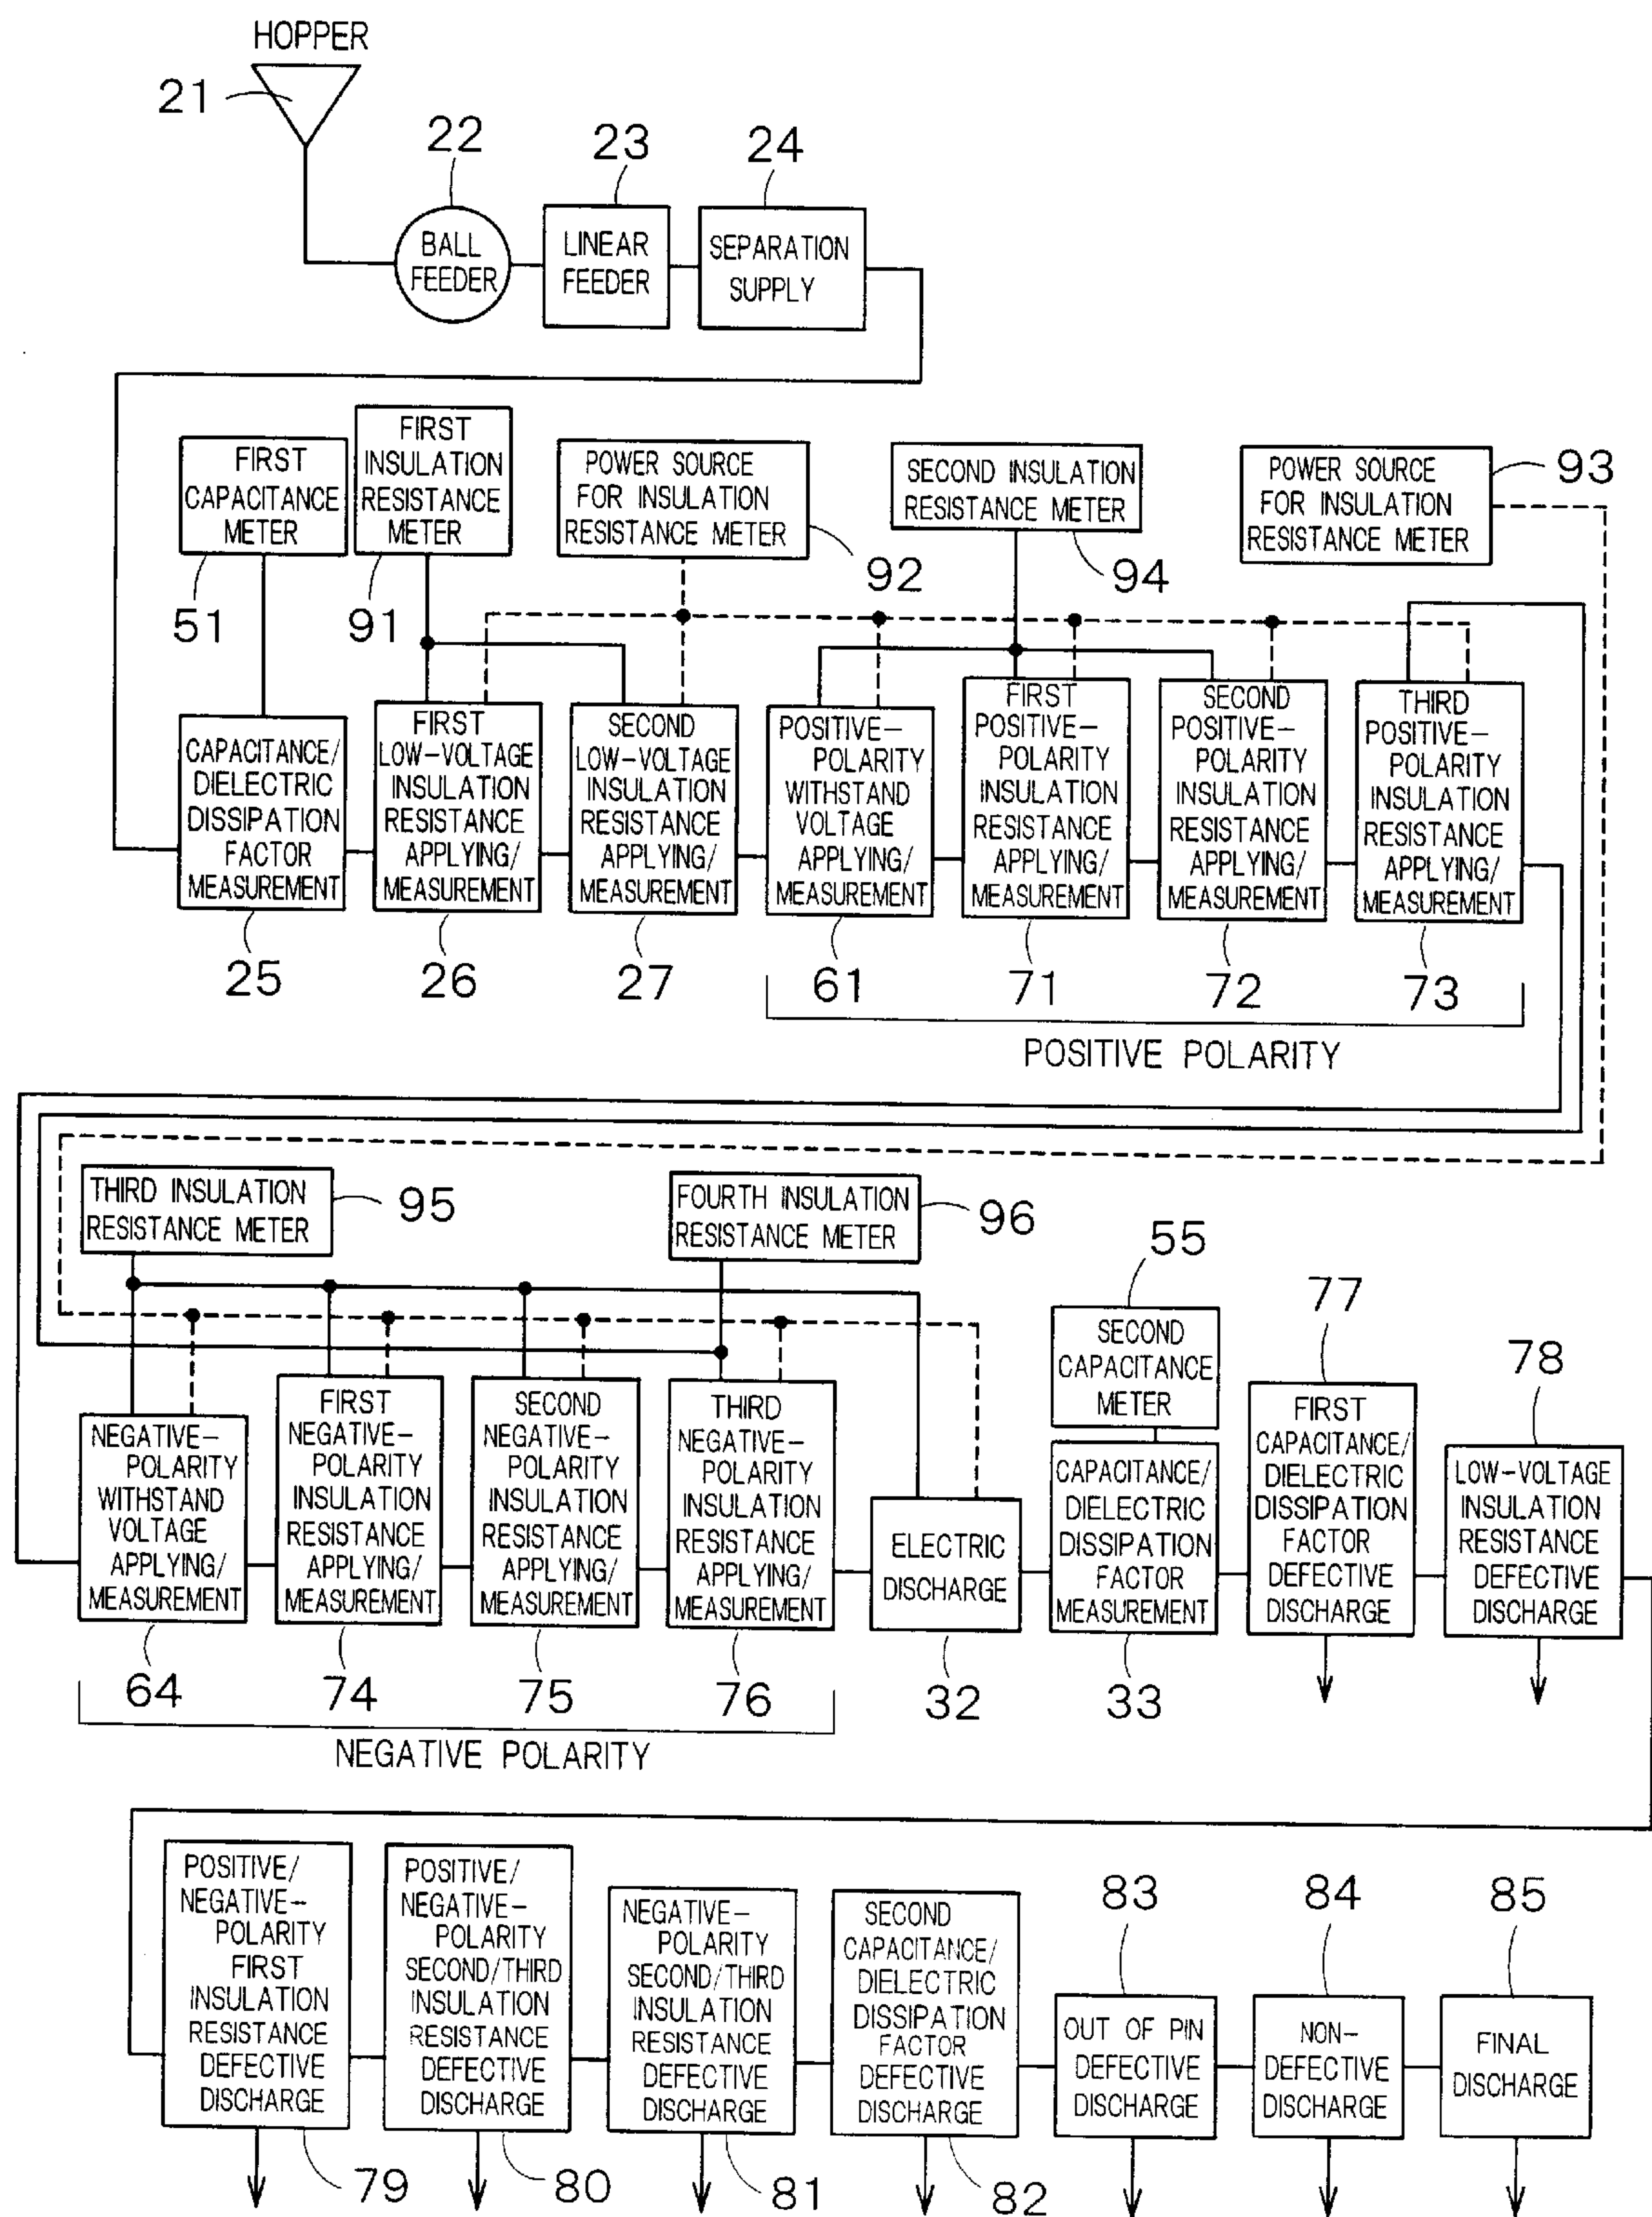 HOPPER
21
22
23
24
BALL
FEEDER
LINEAR
FEEDER
SEPARATION
SUPPLY
FIRST
CAPACITANCE
METER
51
FIRST
INSULATION
RESISTANCE
METER
91
POWER SOURCE
FOR INSULATION
RESISTANCE METER
92
SECOND INSULATION
RESISTANCE METER
94
POWER SOURCE
FOR INSULATION
RESISTANCE METER
93
CAPACITANCE/
DIELECTRIC
DISSIPATION
FACTOR
MEASUREMENT
25
FIRST
LOW-VOLTAGE
INSULATION
RESISTANCE
APPLYING/
MEASUREMENT
26
SECOND
LOW-VOLTAGE
INSULATION
RESISTANCE
APPLYING/
MEASUREMENT
27
POSITIVE-
POLARITY
WITHSTAND
VOLTAGE
APPLYING/
MEASUREMENT
61
FIRST
POSITIVE-
POLARITY
INSULATION
RESISTANCE
APPLYING/
MEASUREMENT
71
SECOND
POSITIVE-
POLARITY
INSULATION
RESISTANCE
APPLYING/
MEASUREMENT
72
THIRD
POSITIVE-
POLARITY
INSULATION
RESISTANCE
APPLYING/
MEASUREMENT
73
POSITIVE POLARITY
THIRD INSULATION
RESISTANCE METER
95
FOURTH INSULATION
RESISTANCE METER
96
NEGATIVE-
POLARITY
WITHSTAND
VOLTAGE
APPLYING/
MEASUREMENT
64
FIRST
NEGATIVE-
POLARITY
INSULATION
RESISTANCE
APPLYING/
MEASUREMENT
74
SECOND
NEGATIVE-
POLARITY
INSULATION
RESISTANCE
APPLYING/
MEASUREMENT
75
THIRD
NEGATIVE-
POLARITY
INSULATION
RESISTANCE
APPLYING/
MEASUREMENT
76
NEGATIVE POLARITY
ELECTRIC
DISCHARGE
32
55
SECOND
CAPACITANCE
METER
CAPACITANCE/
DIELECTRIC
DISSIPATION
FACTOR
MEASUREMENT
33
77
FIRST
CAPACITANCE/
DIELECTRIC
DISSIPATION
FACTOR
DEFECTIVE
DISCHARGE
78
LOW-VOLTAGE
INSULATION
RESISTANCE
DEFECTIVE
DISCHARGE
POSITIVE/
NEGATIVE-
POLARITY
FIRST
INSULATION
RESISTANCE
DEFECTIVE
DISCHARGE
79
POSITIVE/
NEGATIVE-
POLARITY
SECOND/THIRD
INSULATION
RESISTANCE
DEFECTIVE
DISCHARGE
80
NEGATIVE-
POLARITY
SECOND/THIRD
INSULATION
RESISTANCE
DEFECTIVE
DISCHARGE
81
SECOND
CAPACITANCE/
DIELECTRIC
DISSIPATION
FACTOR
DEFECTIVE
DISCHARGE
82
83
OUT OF PIN
DEFECTIVE
DISCHARGE
84
NON-
DEFECTIVE
DISCHARGE
85
FINAL
DISCHARGE